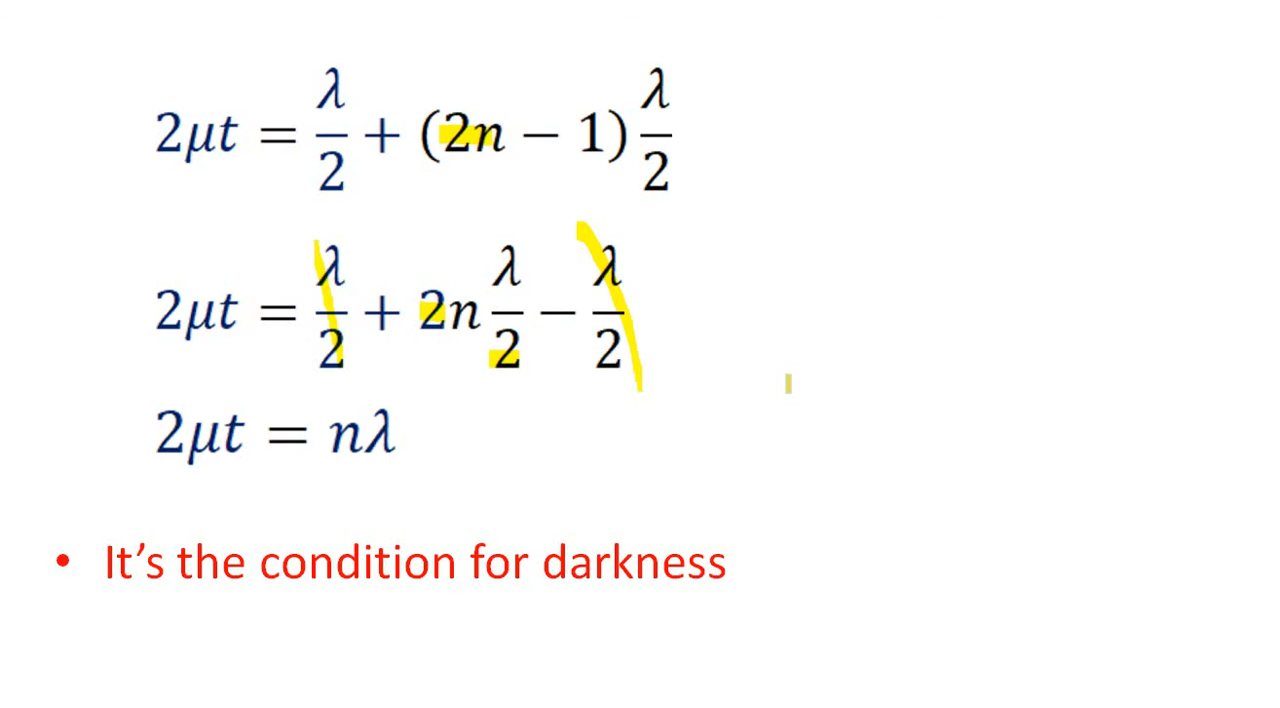 2μt = λ/2 + (2n − 1) λ/2
2μt = λ/2 + 2n λ/2 − λ/2
2μt = nλ
• It’s the condition for darkness